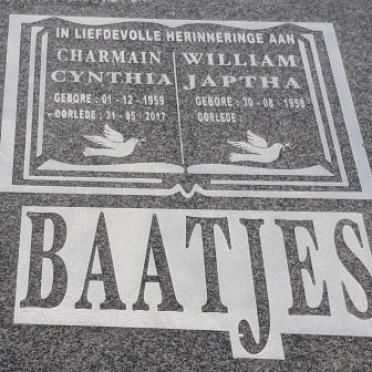 IN LIEFDEVOLLE HERINNERINGE AAN
CHARMAIN
CYNTHIA
GEBORE : 01 - 12 - 1959
OORLEDE : 31 - 05 - 2017
WILLIAM
JAPTHA
GEBORE : 30 - 08 - 1958
OORLEDE :
BAATJES